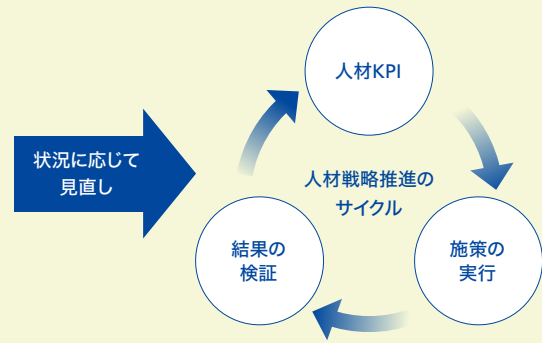 人材KPI
状況に応じて
見直し
人材戦略推進の
サイクル
結果の
検証
施策の
実行